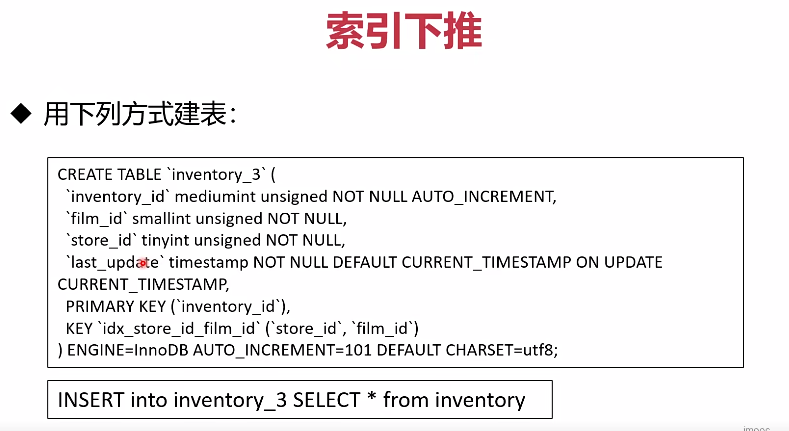 索引下推
◆ 用下列方式建表：
CREATE TABLE `inventory_3` (
`inventory_id` mediumint unsigned NOT NULL AUTO_INCREMENT,
`film_id` smallint unsigned NOT NULL,
`store_id` tinyint unsigned NOT NULL,
`last_update` timestamp NOT NULL DEFAULT CURRENT_TIMESTAMP ON UPDATE
CURRENT_TIMESTAMP,
PRIMARY KEY (`inventory_id`),
KEY `idx_store_id_film_id` (`store_id`, `film_id`)
) ENGINE=InnoDB AUTO_INCREMENT=101 DEFAULT CHARSET=utf8;
INSERT into inventory_3 SELECT * from inventory